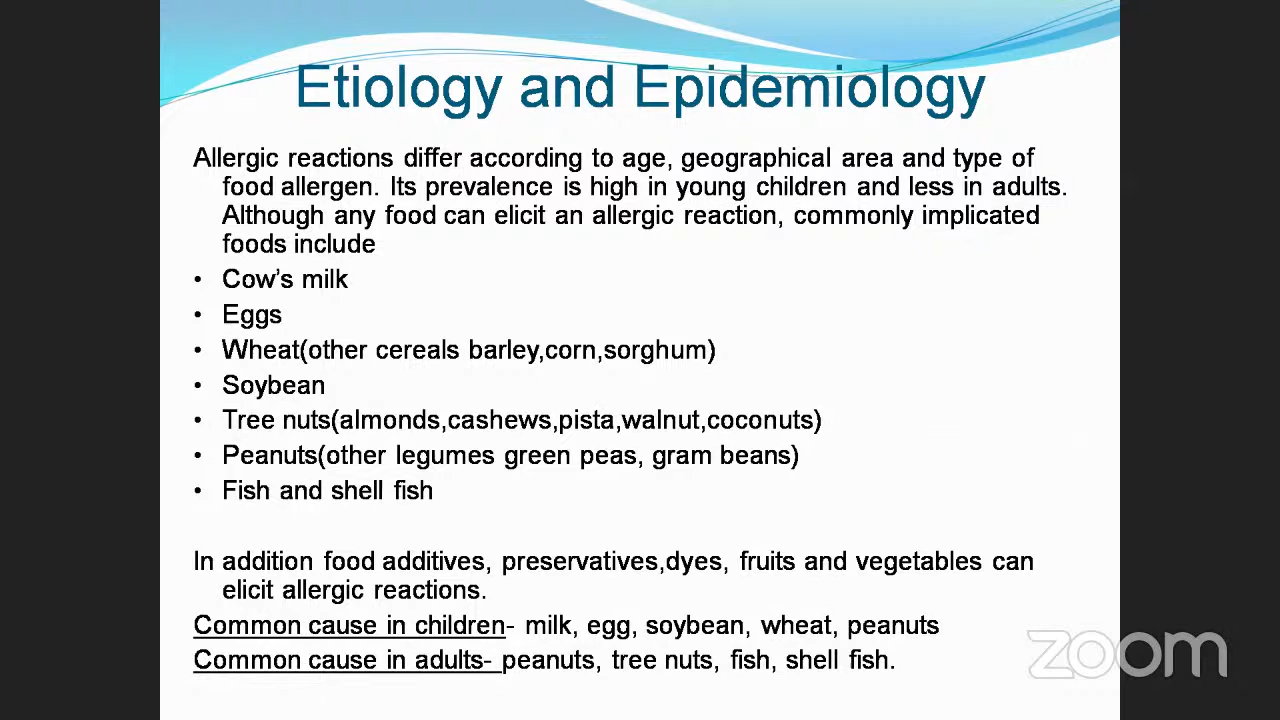 Etiology and Epidemiology
Allergic reactions differ according to age, geographical area and type of
food allergen. Its prevalence is high in young children and less in adults.
Although any food can elicit an allergic reaction, commonly implicated
foods include
• Cow's milk
• Eggs
• Wheat(other cereals barley,corn,sorghum)
• Soybean
• Tree nuts(almonds,cashews,pista,walnut,coconuts)
• Peanuts(other legumes green peas, gram beans)
• Fish and shell fish
In addition food additives, preservatives,dyes, fruits and vegetables can
elicit allergic reactions.
Common cause in children- milk, egg, soybean, wheat, peanuts
Common cause in adults- peanuts, tree nuts, fish, shell fish.
zoom